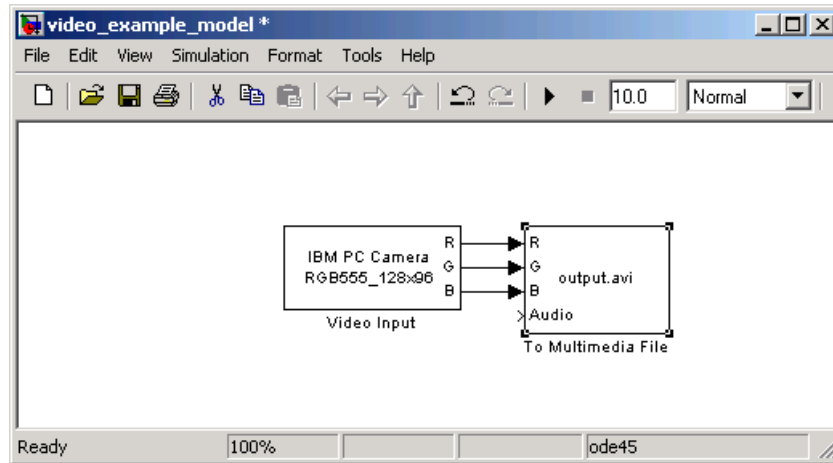 video_example_model *
File Edit View Simulation Format Tools Help
10.0 Normal
IBM PC Camera
RGB555_128x96
R
G
B
Video Input
R
G
B
Audio
output.avi
To Multimedia File
Ready 100% ode45